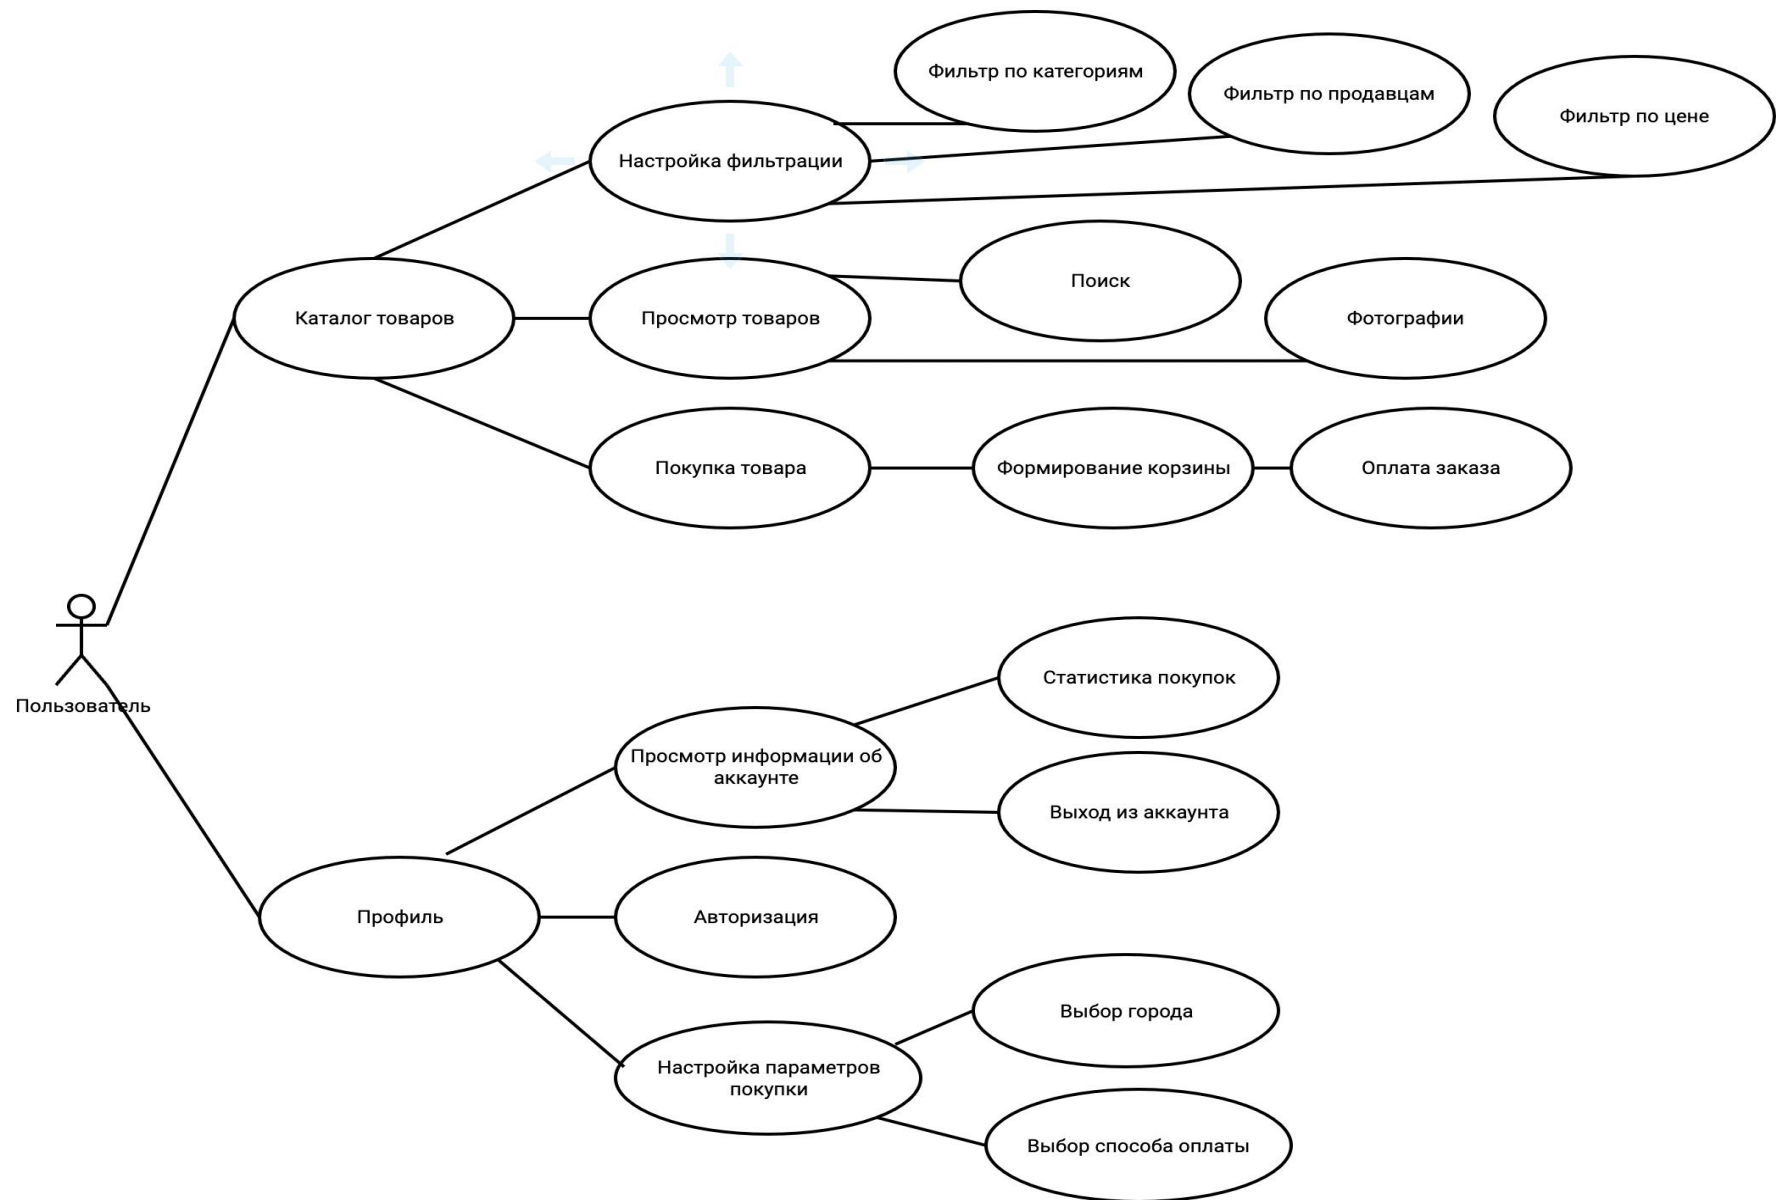 Фильтр по категориям
Фильтр по продавцам
Фильтр по цене
Настройка фильтрации
Поиск
Каталог товаров
Просмотр товаров
Фотографии
Покупка товара
Формирование корзины
Оплата заказа
Пользователь
Статистика покупок
Просмотр информации об
аккаунте
Выход из аккаунта
Профиль
Авторизация
Выбор города
Настройка параметров
покупки
Выбор способа оплаты